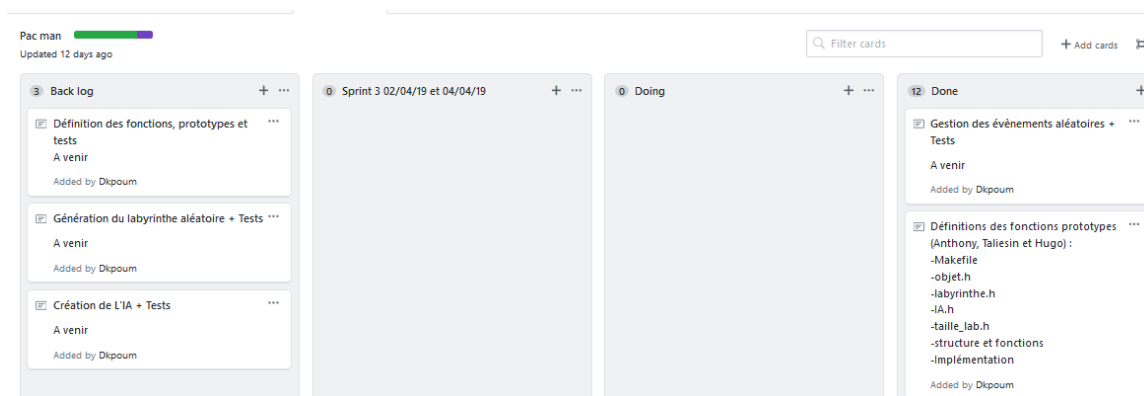 Pac man
Updated 12 days ago
Filter cards
Add cards
3 Back log
Définition des fonctions, prototypes et
tests
A venir
Added by Dkpoum
Génération du labyrinthe aléatoire + Tests
A venir
Added by Dkpoum
Création de L'IA + Tests
A venir
Added by Dkpoum
0 Sprint 3 02/04/19 et 04/04/19
0 Doing
12 Done
Gestion des évènements aléatoires +
Tests
A venir
Added by Dkpoum
Définitions des fonctions prototypes
(Anthony, Taliesin et Hugo) :
-Makefile
-objet.h
-labyrinthe.h
-IA.h
-taille_lab.h
-structure et fonctions
-Implémentation
Added by Dkpoum